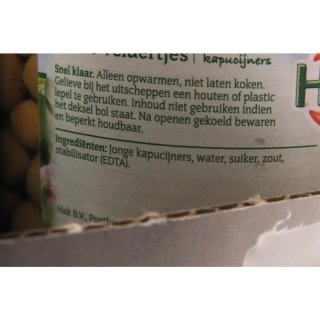 kapucijners
Snel klaar. Alleen opwarmen, niet laten koken.
Gelieve bij het uitscheppen een houten of plastic
lepel te gebruiken. Inhoud niet gebruiken indien
het deksel bol staat. Na openen gekoeld bewaren
en beperkt houdbaar.
Ingrediënten: Jonge kapucijners, water, suiker, zout,
stabilisator (EDTA).
Hak B.V.,
H